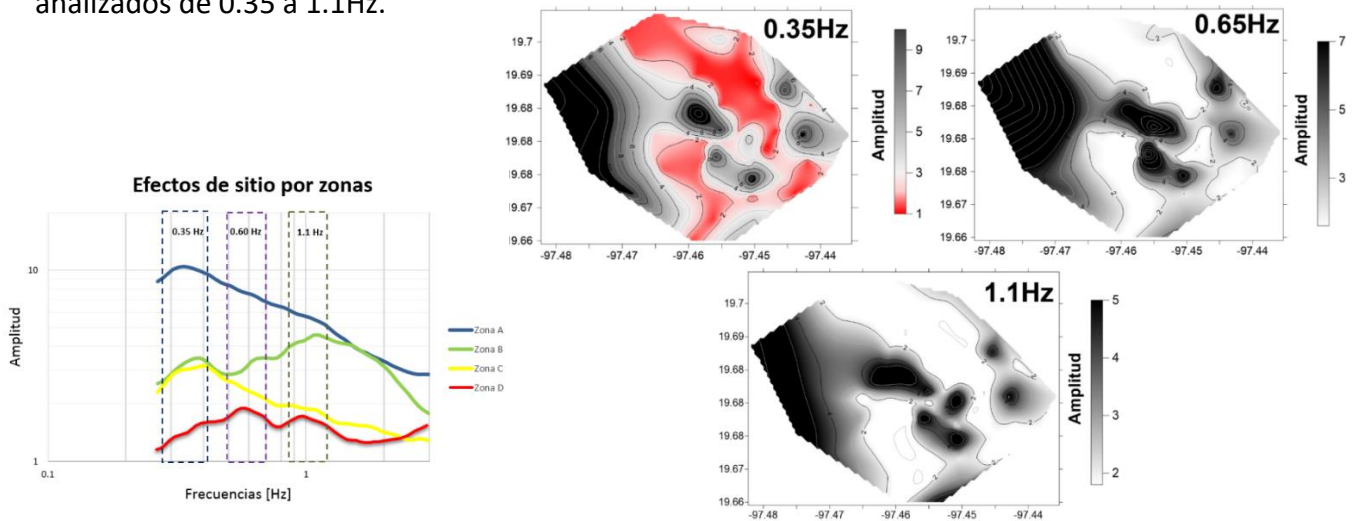 analizados de 0.35 a 1.1Hz.
Efectos de sitio por zonas
0.35 Hz
0.60 Hz
1.1 Hz
Amplitud
10
1
0.1
1
Frecuencias [Hz]
Zona A
Zona B
Zona C
Zona D
0.35Hz
19.7
19.69
19.68
19.68
19.67
19.66
-97.48
-97.47
-97.46
-97.45
-97.44
Amplitud
9
7
5
3
1
0.65Hz
19.7
19.69
19.68
19.68
19.67
19.66
-97.48
-97.47
-97.46
-97.45
-97.44
Amplitud
7
5
3
1.1Hz
19.7
19.69
19.68
19.68
19.67
19.66
-97.48
-97.47
-97.46
-97.45
-97.44
Amplitud
5
4
3
2